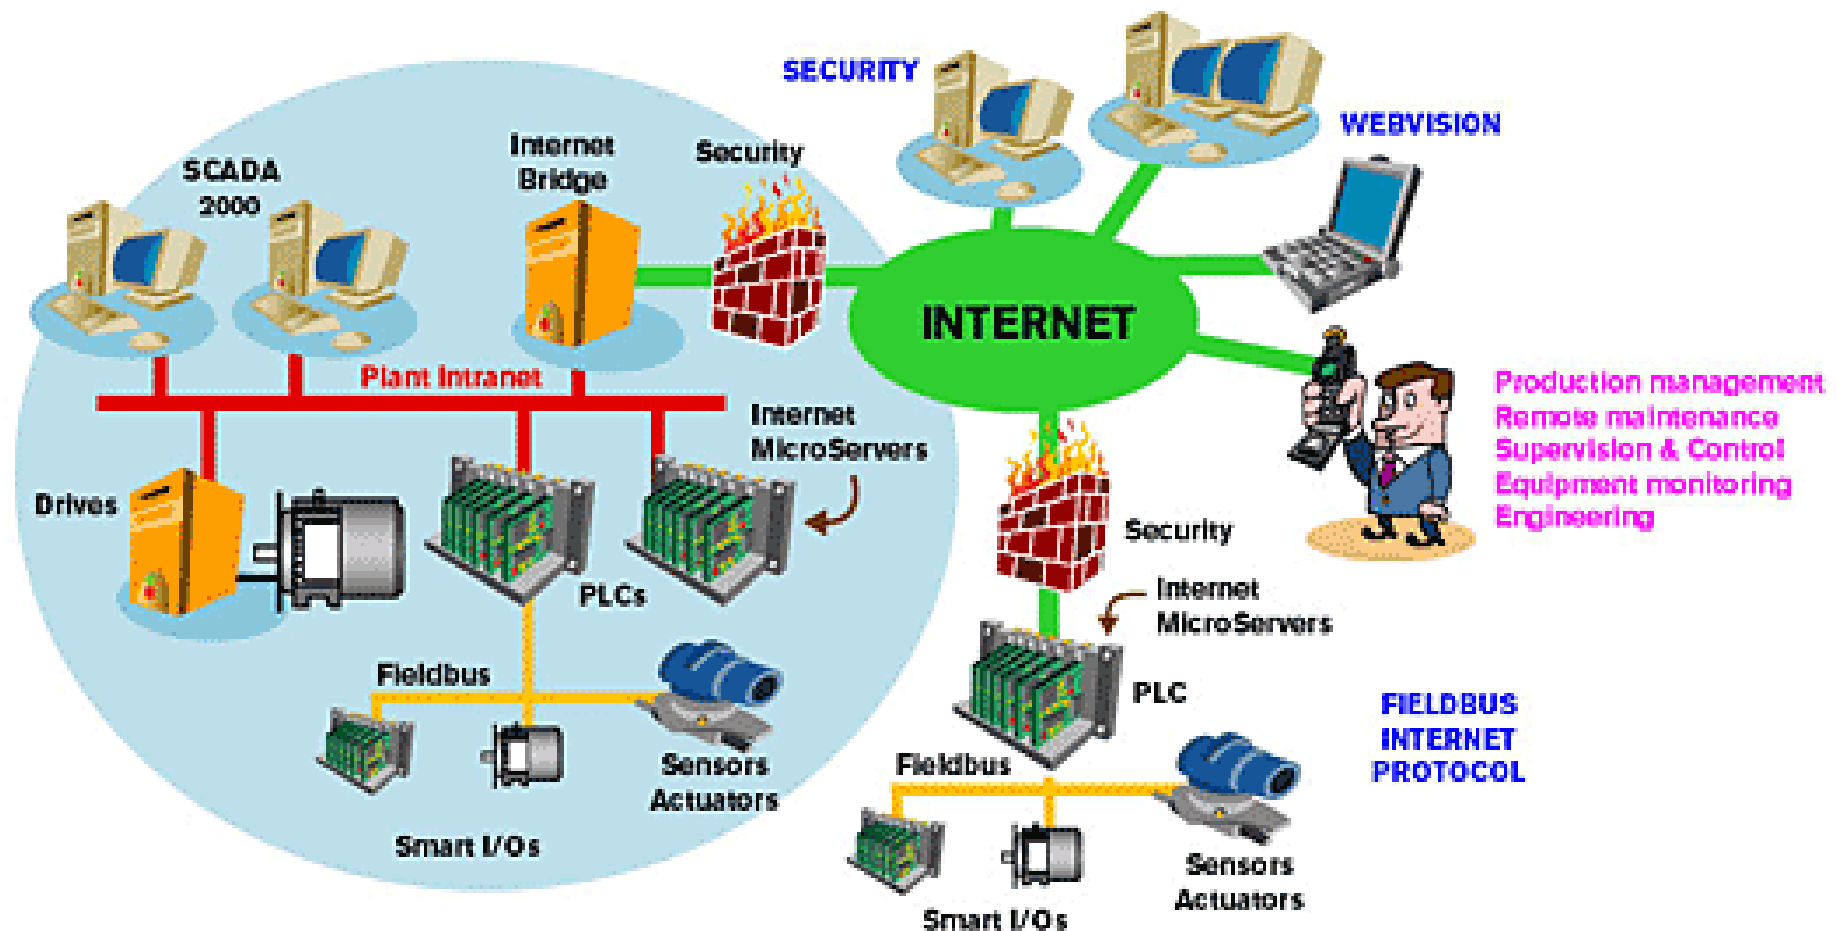 SECURITY
WEBVISION
SCADA
2000
Internet
Bridge
Security
INTERNET
Plant Intranet
Internet
MicroServers
Production management
Remote maintenance
Supervision & Control
Equipment monitoring
Engineering
Drives
PLCs
Security
Internet
MicroServers
Fieldbus
PLC
FIELDBUS
INTERNET
PROTOCOL
Sensors
Actuators
Fieldbus
Smart I/Os
Sensors
Actuators
Smart I/Os